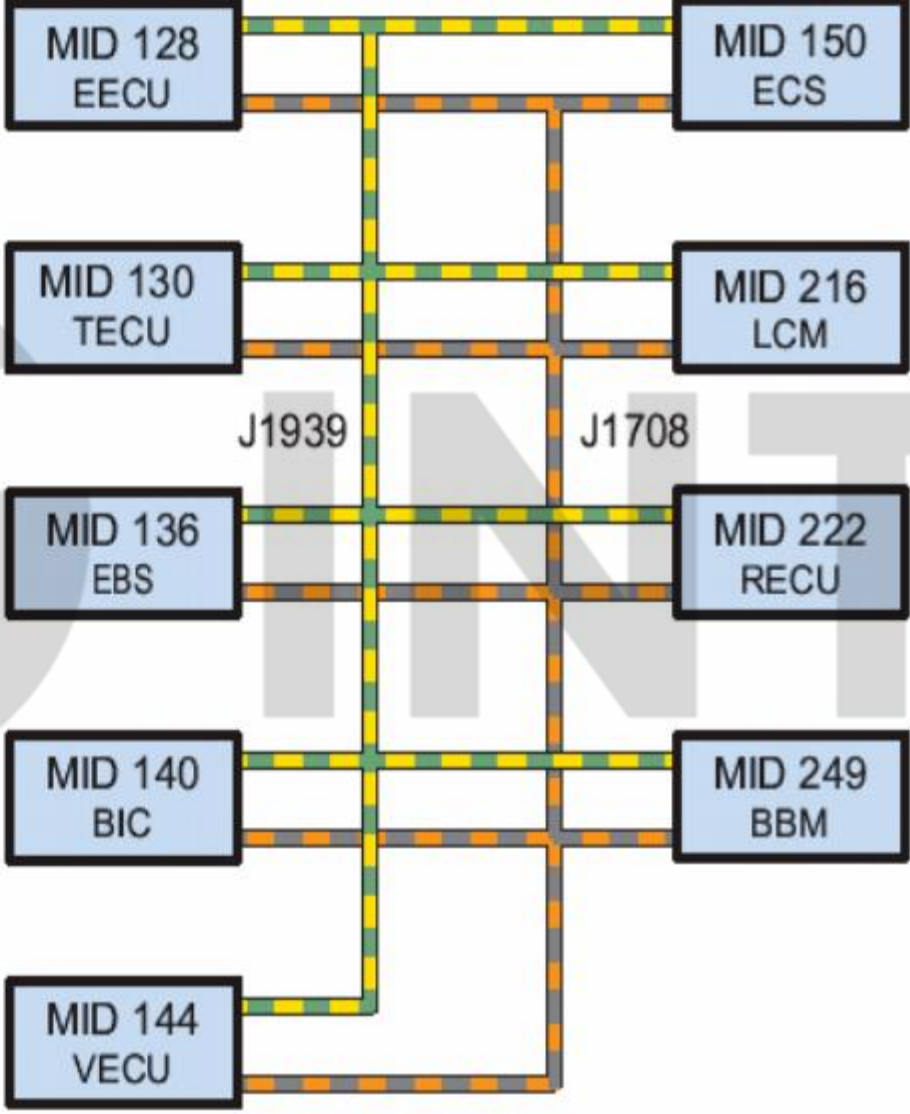 MID 128
EECU
MID 150
ECS
MID 130
TECU
MID 216
LCM
J1939
J1708
MID 136
EBS
MID 222
RECU
MID 140
BIC
MID 249
BBM
MID 144
VECU
INT